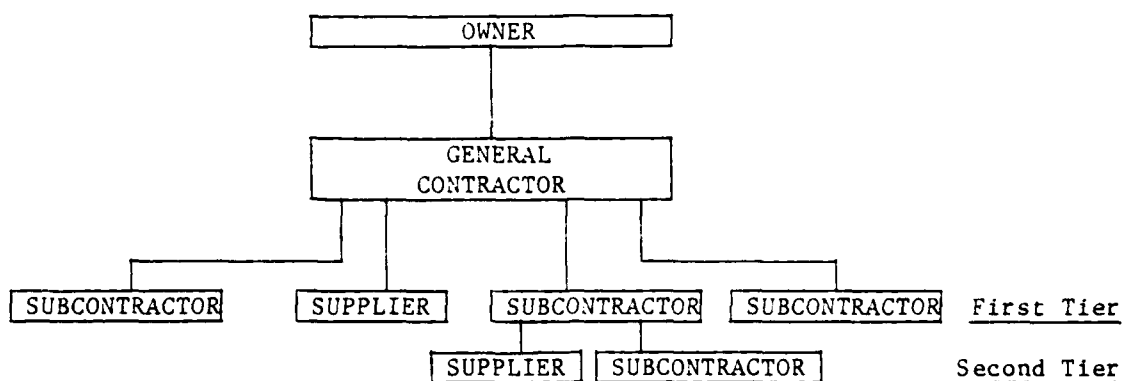 OWNER
GENERAL
CONTRACTOR
SUBCONTRACTOR SUPPLIER SUBCONTRACTOR SUBCONTRACTOR First Tier
SUPPLIER SUBCONTRACTOR Second Tier